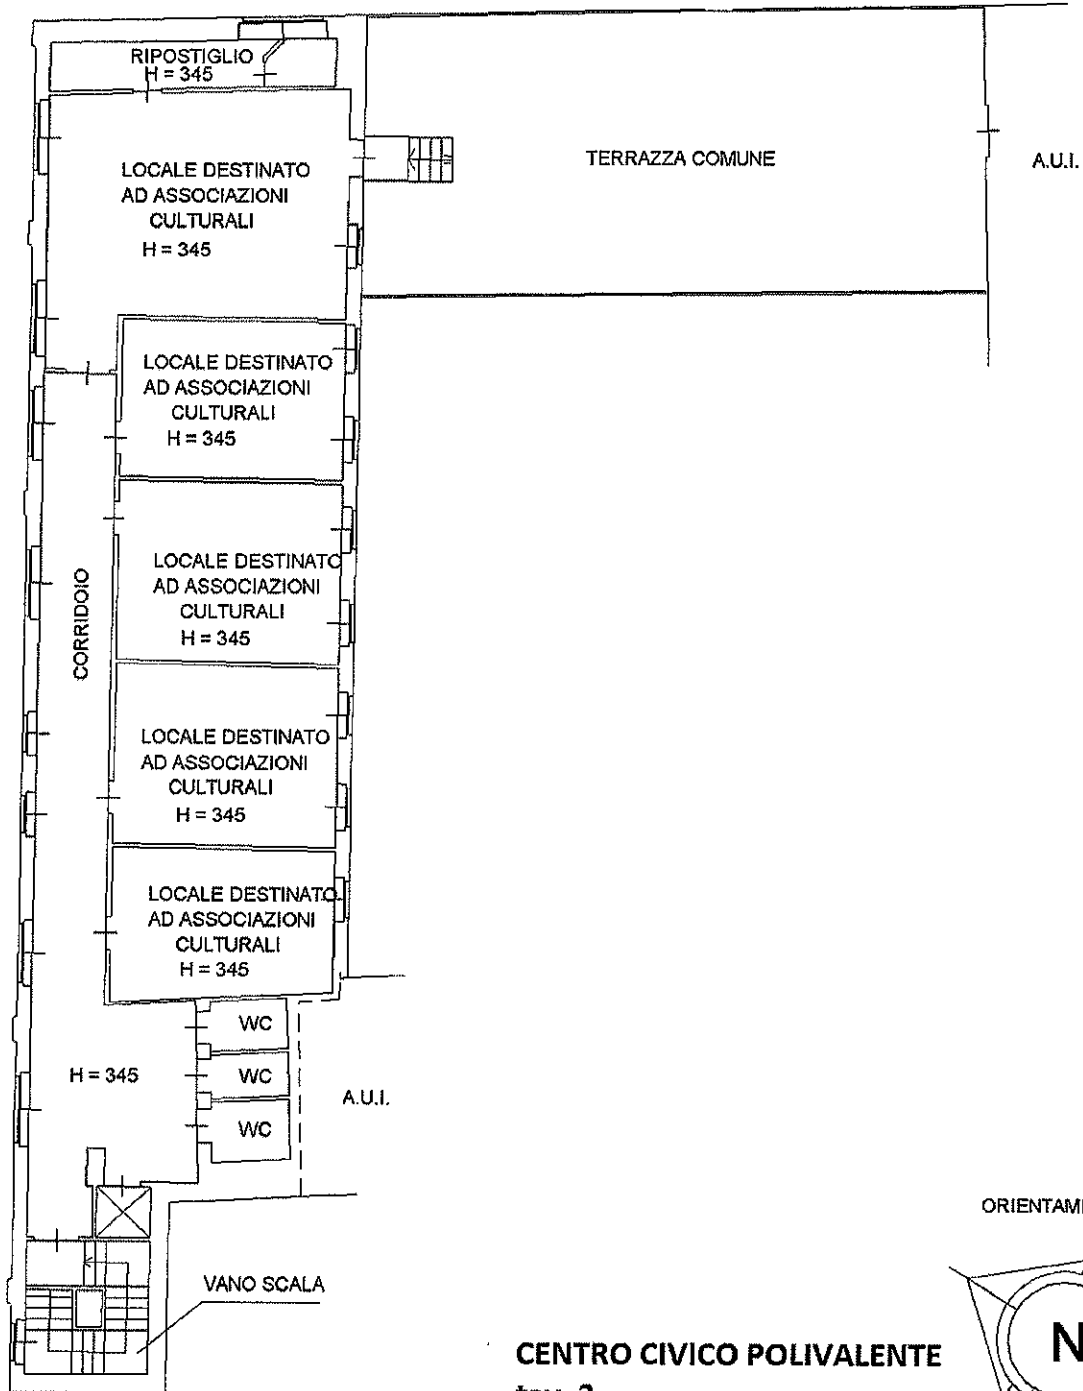 RIPOSTIGLIO
H = 345
LOCALE DESTINATO
AD ASSOCIAZIONI
CULTURALI
H = 345
TERRAZZA COMUNE
A.U.I.
LOCALE DESTINATO
AD ASSOCIAZIONI
CULTURALI
H = 345
LOCALE DESTINATO
AD ASSOCIAZIONI
CULTURALI
H = 345
CORRIDOIO
LOCALE DESTINATO
AD ASSOCIAZIONI
CULTURALI
H = 345
LOCALE DESTINATO
AD ASSOCIAZIONI
CULTURALI
H = 345
WC
H = 345
WC
A.U.I.
WC
VANO SCALA
CENTRO CIVICO POLIVALENTE
N